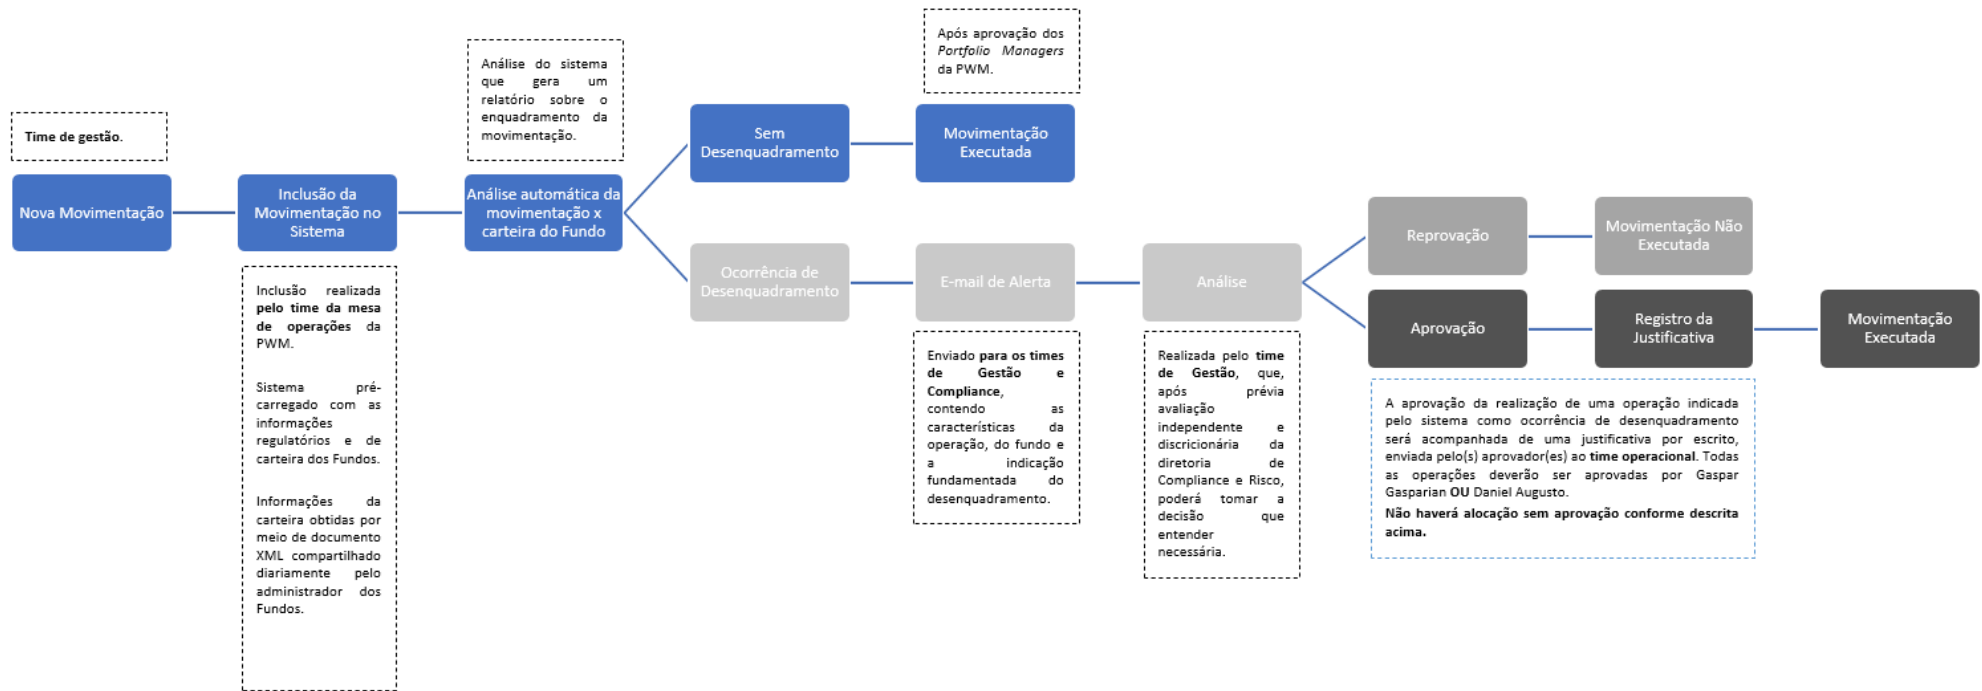 Time de gestão.
Nova Movimentação
Inclusão da
Movimentação no
Sistema
Inclusão realizada
pelo time da mesa
de operações da
PWM.
Sistema pré-
carregado com as
informações
regulatórios e de
carteira dos Fundos.
Informações da
carteira obtidas por
meio de documento
XML compartilhado
diariamente pelo
administrador dos
Fundos.
Análise do sistema
que gera um
relatório sobre o
enquadramento da
movimentação.
Análise automática da
movimentação x
carteira do Fundo
Sem
Desenquadramento
Após aprovação dos
Portfolio Managers
da PWM.
Movimentação
Executada
Ocorrência de
Desenquadramento
E-mail de Alerta
Enviado para os times
de Gestão e
Compliance,
contendo as
características da
operação, do fundo e
a indicação
fundamentada do
desenquadramento.
Análise
Realizada pelo time
de Gestão, que,
após prévia
avaliação
independente e
discricionária da
diretoria de
Compliance e Risco,
poderá tomar a
decisão que
entender
necessária.
Reprovação
Movimentação Não
Executada
Aprovação
Registro da
Justificativa
Movimentação
Executada
A aprovação da realização de uma operação indicada
pelo sistema como ocorrência de desenquadramento
será acompanhada de uma justificativa por escrito,
enviada pelo(s) aprovador(es) ao time operacional. Todas
as operações deverão ser aprovadas por Gaspar
Gasparian OU Daniel Augusto.
Não haverá alocação sem aprovação conforme descrita
acima.